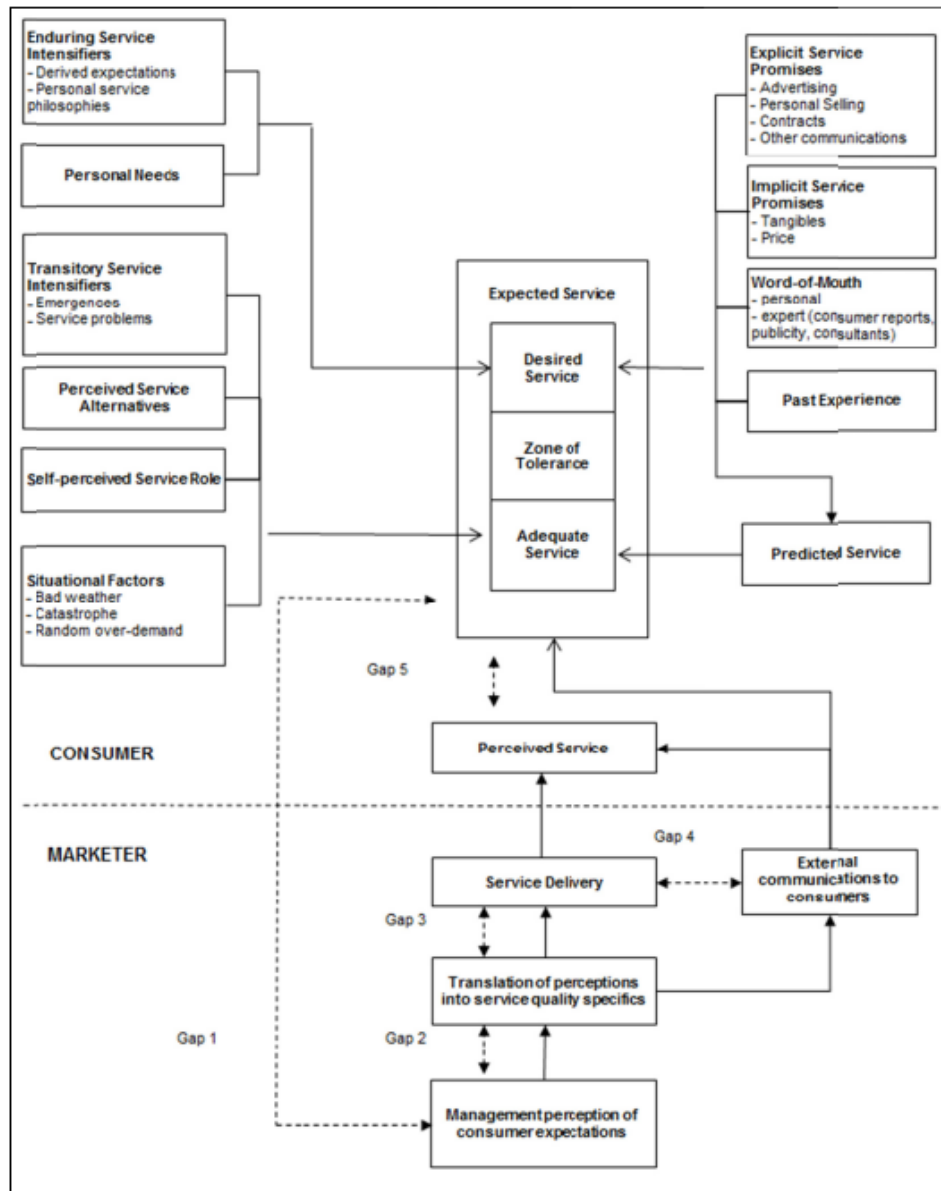 Enduring Service
Intensifiers
- Derived expectations
- Personal service
philosophies
Personal Needs
Transitory Service
Intensifiers
- Emergences
- Service problems
Perceived Service
Alternatives
Self-perceived Service Role
Situational Factors
- Bad weather
- Catastrophe
- Random over-demand
Expected Service
Desired
Service
Zone of
Tolerance
Adequate
Service
Explicit Service
Promises
- Advertising
- Personal Selling
- Contracts
- Other communications
Implicit Service
Promises
- Tangibles
- Price
Word-of-Mouth
- personal
- expert (consumer reports,
publicity, consultants)
Past Experience
Predicted Service
Gap 5
Perceived Service
CONSUMER
MARKETER
Gap 4
Service Delivery
External
communications to
consumers
Gap 3
Translation of perceptions
into service quality specifics
Gap 1
Gap 2
Management perception of
consumer expectations